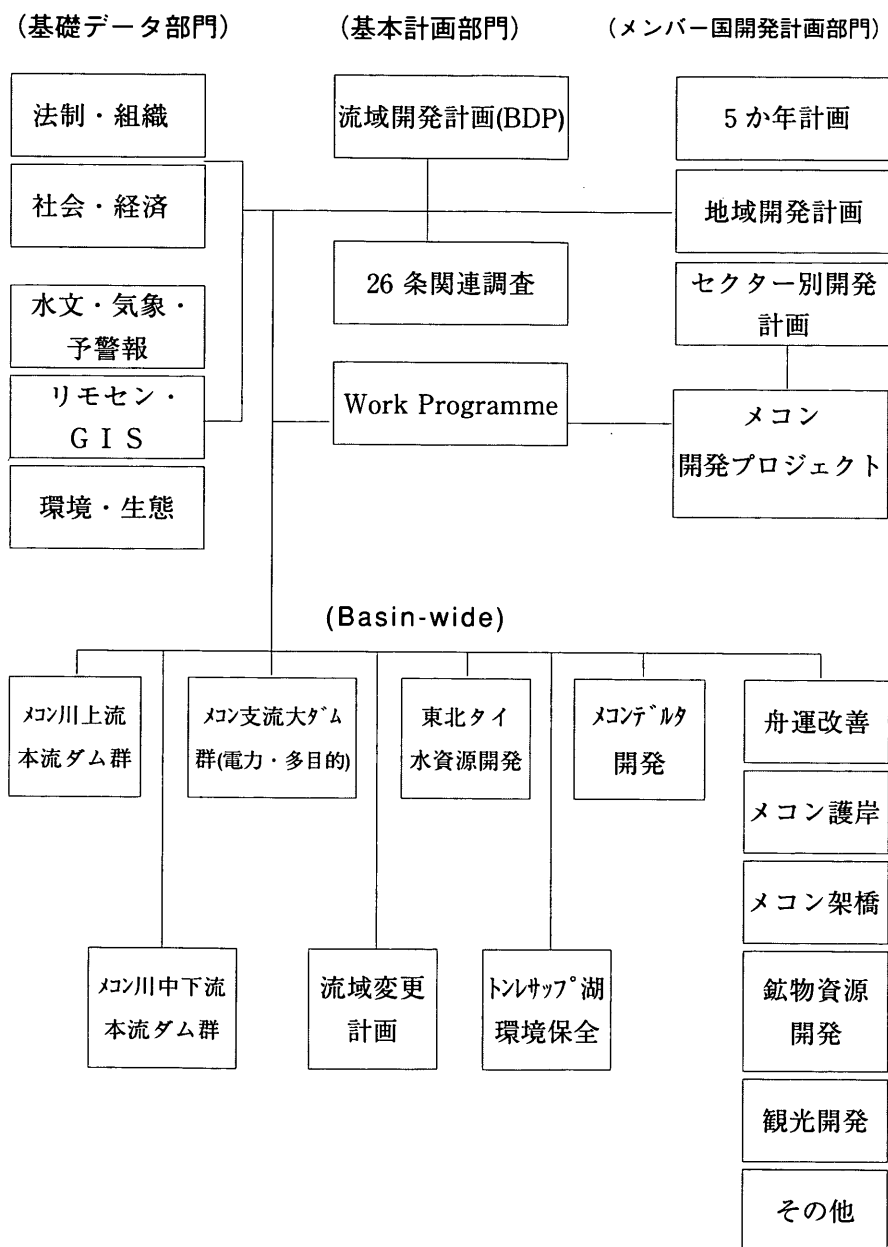 (基礎データ部門)
(基本計画部門)
(メンバー国開発計画部門)
法制・組織
社会・経済
水文・気象・
予警報
リモセン・
ＧＩＳ
環境・生態
流域開発計画(BDP)
26 条関連調査
Work Programme
5 か年計画
地域開発計画
セクター別開発
計画
メコン
開発プロジェクト
(Basin-wide)
ﾒｺﾝ川上流
本流ダム群
ﾒｺﾝ支流大ﾀﾞﾑ
群(電力・多目的)
東北タイ
水資源開発
ﾒｺﾝﾃﾞﾙﾀ
開発
舟運改善
メコン護岸
メコン架橋
鉱物資源
開発
観光開発
その他
ﾒｺﾝ川中下流
本流ダム群
流域変更
計画
ﾄﾝﾚｻｯﾌﾟ湖
環境保全